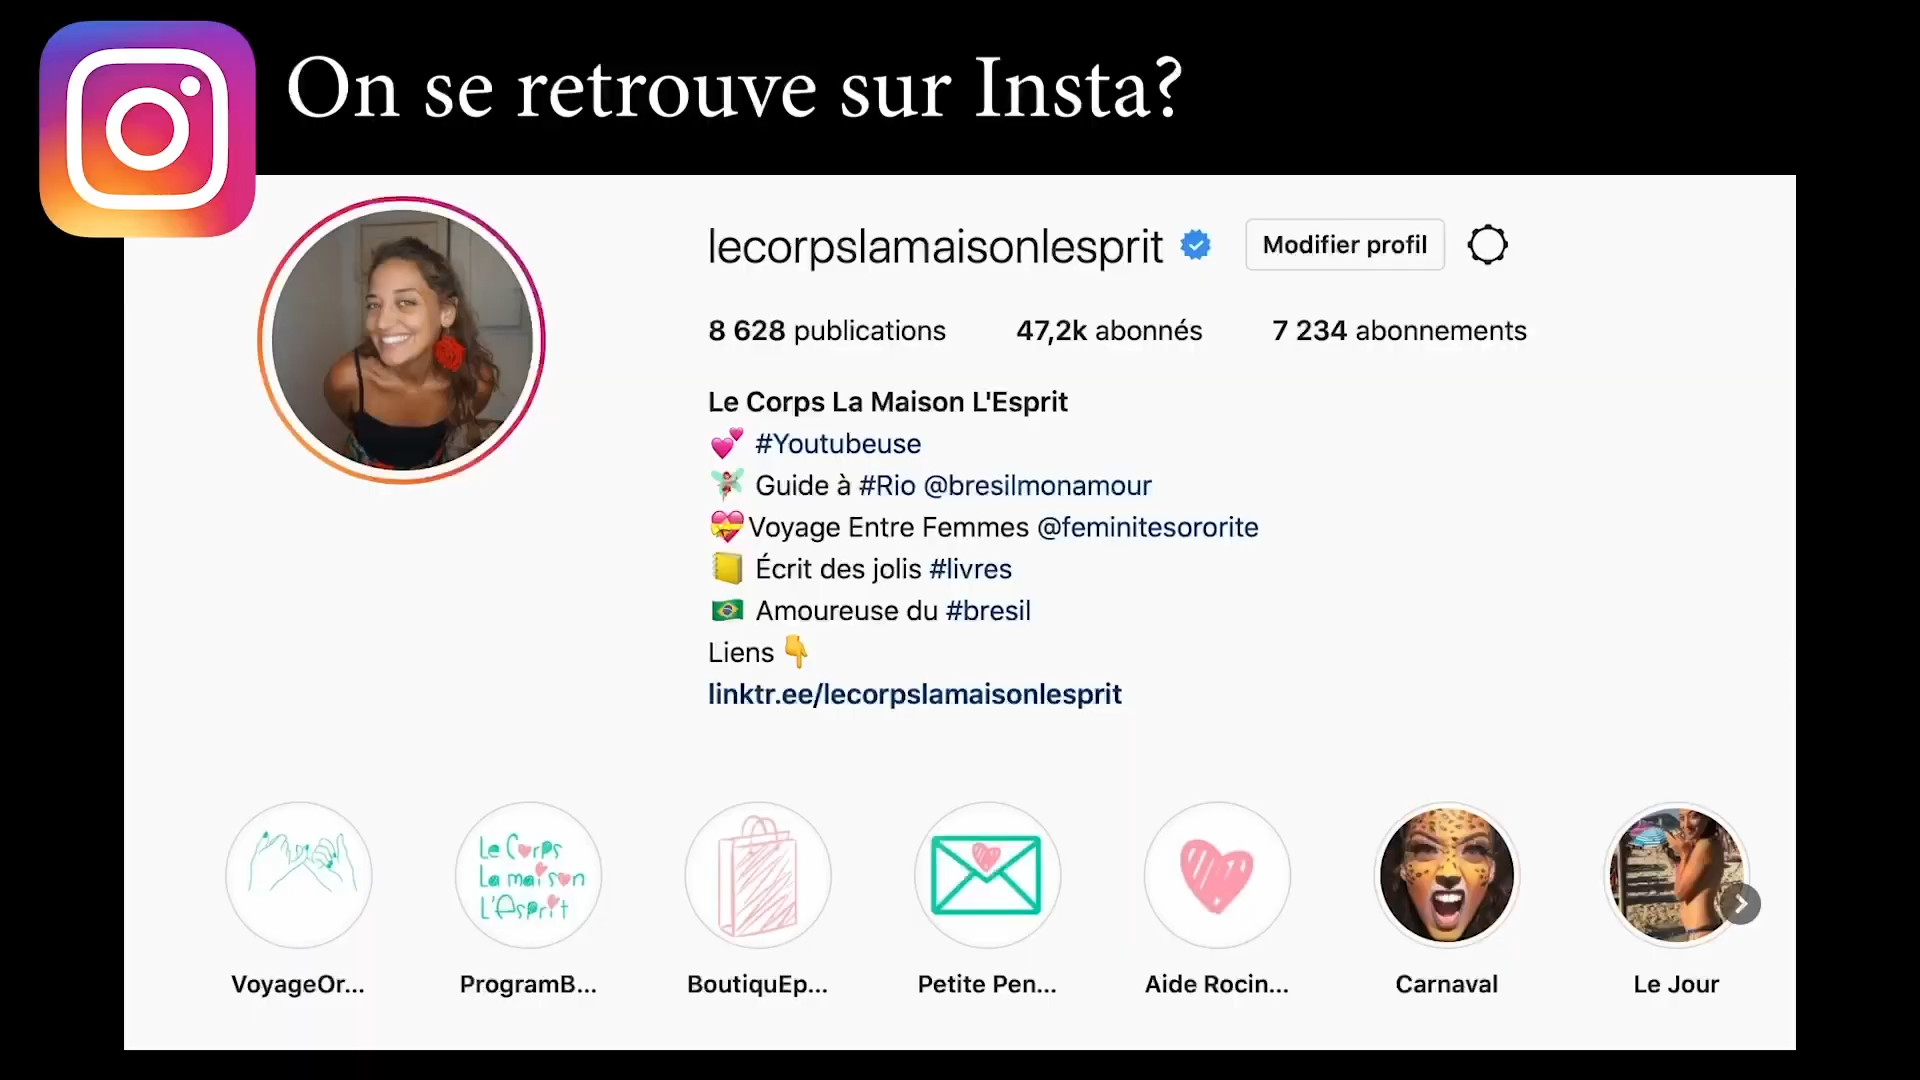 On se retrouve sur Insta?
lecorpslamaisonlesprit
Modifier profil
8 628 publications 47,2k abonnés 7 234 abonnements
Le Corps La Maison L'Esprit
#Youtubeuse
Guide à #Rio @bresilmonamour
Voyage Entre Femmes @feminitesororite
Écrit des jolis #livres
Amoureuse du #bresil
Liens
linktr.ee/lecorpslamaisonlesprit
Le Corps
La maison
L'Esprit
VoyageOr... ProgramB... BoutiquEp... Petite Pen... Aide Rocin... Carnaval Le Jour